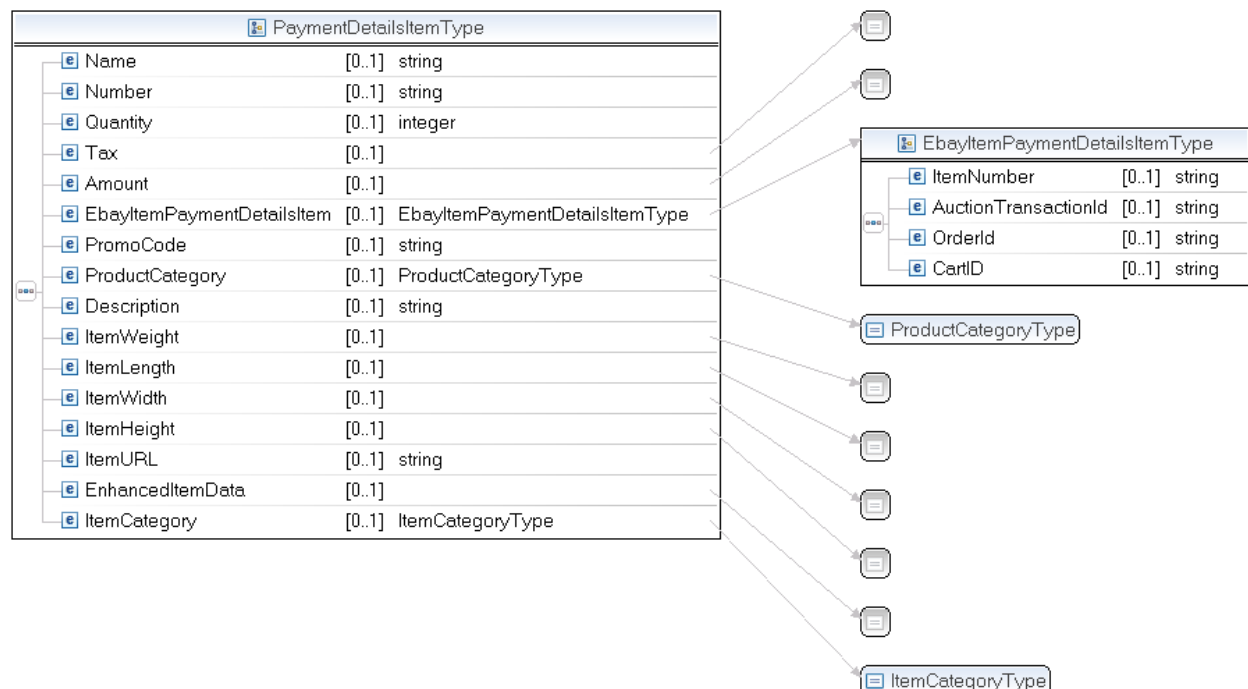 PaymentDetailsItemType
e Name [0..1] string
e Number [0..1] string
e Quantity [0..1] integer
e Tax [0..1]
e Amount [0..1]
e EbayItemPaymentDetailsItem [0..1] EbayItemPaymentDetailsItemType
e PromoCode [0..1] string
e ProductCategory [0..1] ProductCategoryType
e Description [0..1] string
e ItemWeight [0..1]
e ItemLength [0..1]
e ItemWidth [0..1]
e ItemHeight [0..1]
e ItemURL [0..1] string
e EnhancedItemData [0..1]
e ItemCategory [0..1] ItemCategoryType
EbayItemPaymentDetailsItemType
e ItemNumber [0..1] string
e AuctionTransactionId [0..1] string
e OrderId [0..1] string
e CartID [0..1] string
ProductCategoryType
ItemCategoryType